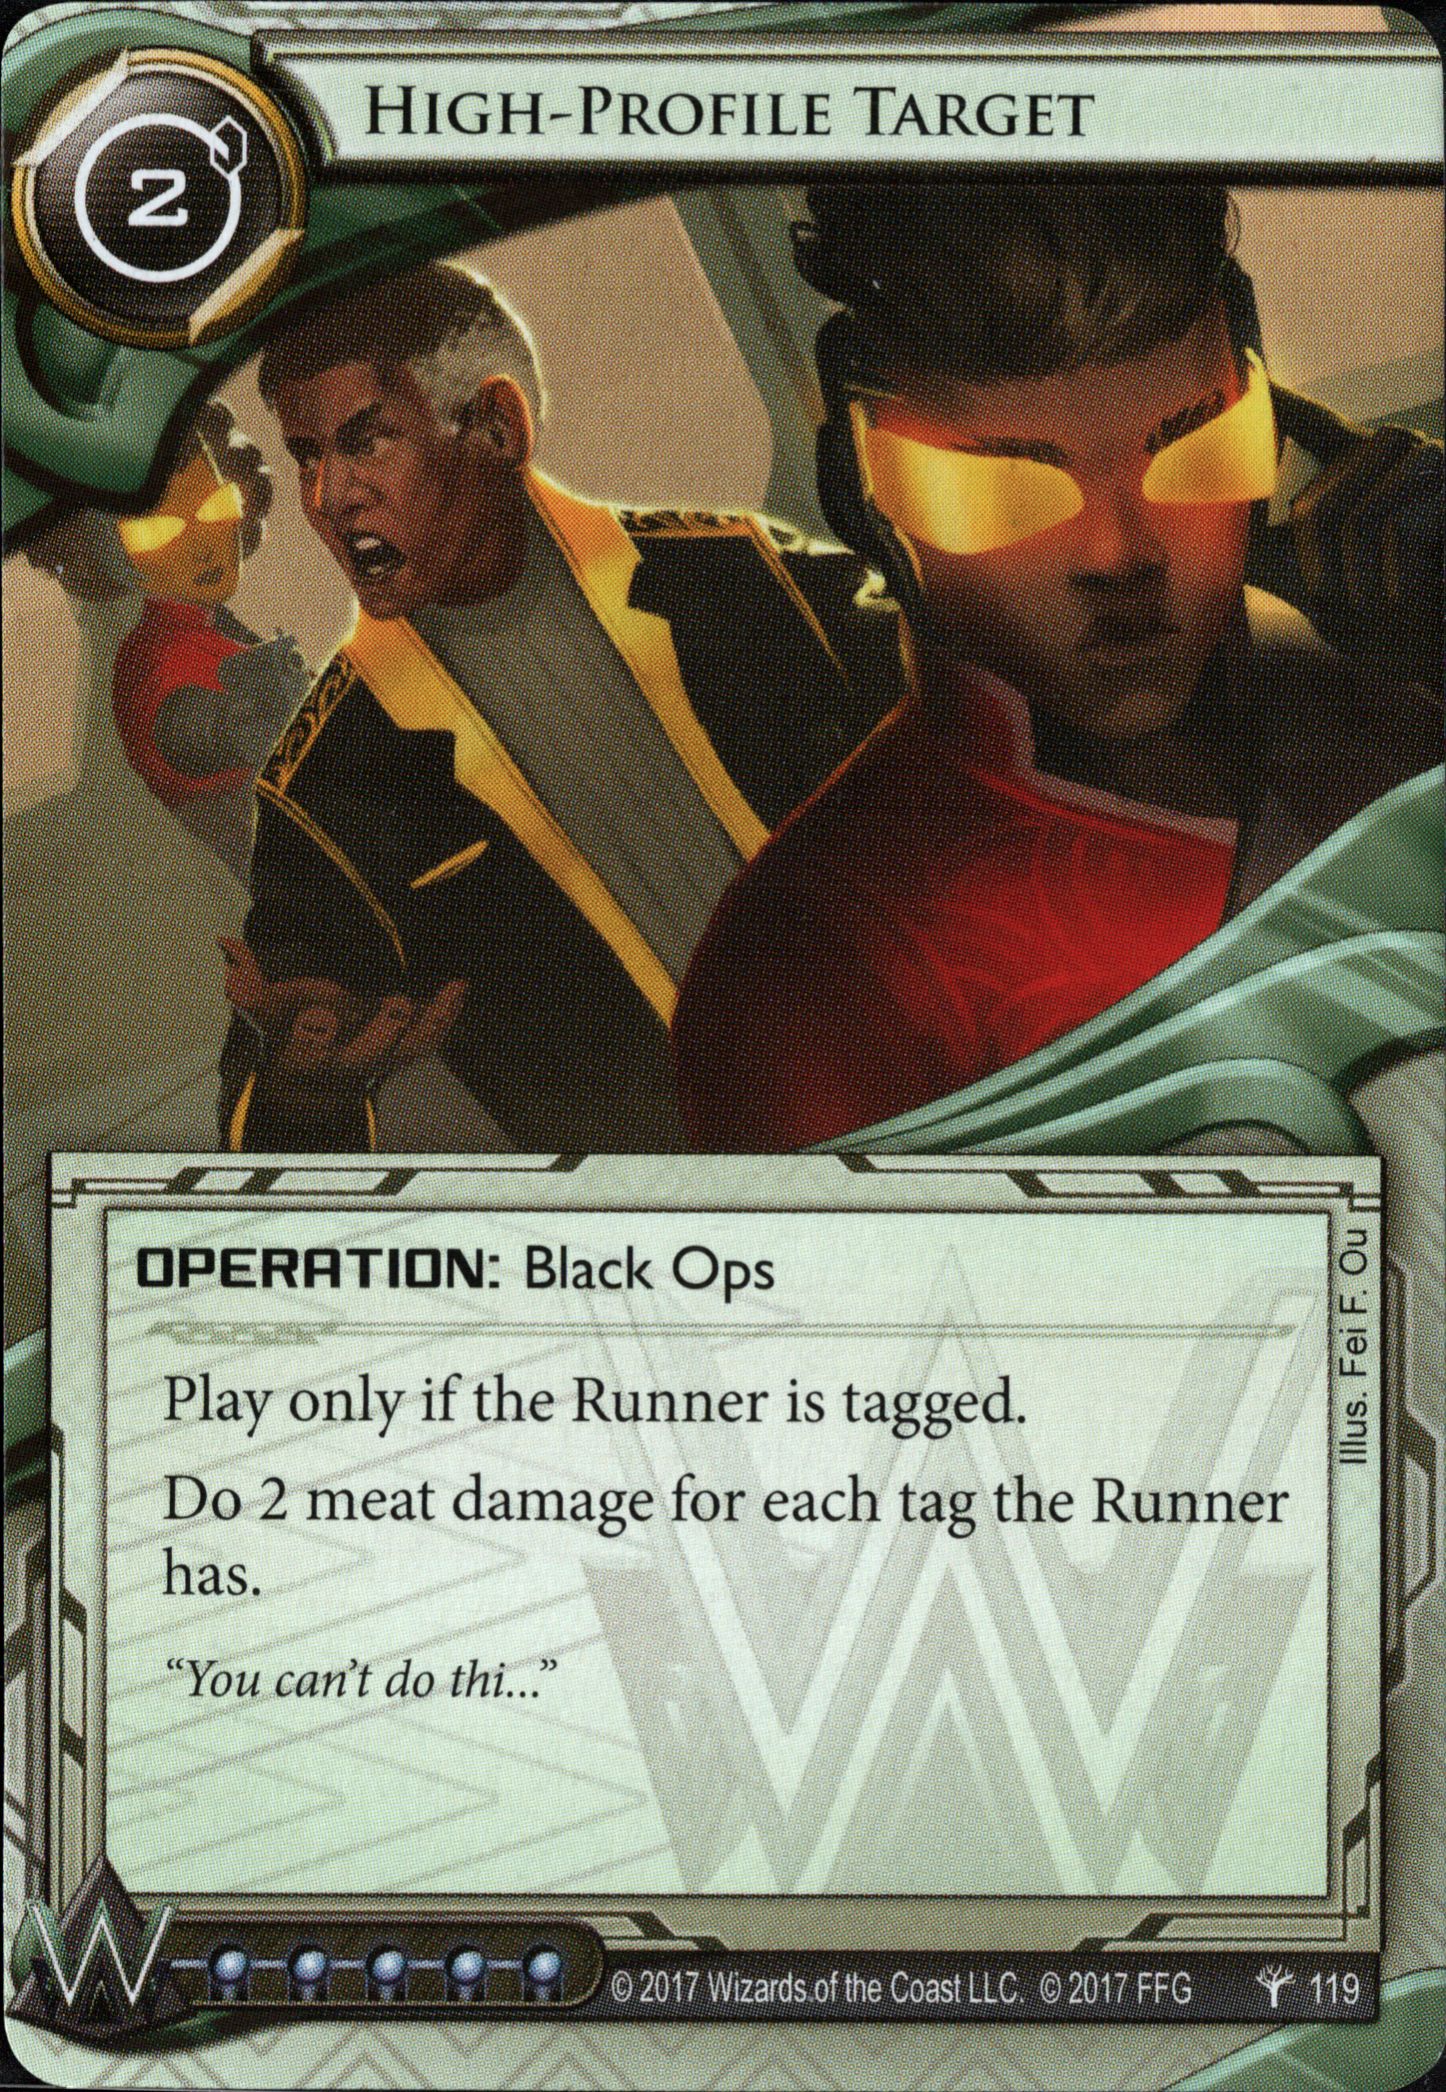 High-Profile Target
2
OPERATION: Black Ops
Play only if the Runner is tagged.
Do 2 meat damage for each tag the Runner
has.
“You can’t do thi...”
Illus. Fei F. Ou
W
© 2017 Wizards of the Coast LLC. © 2017 FFG 119